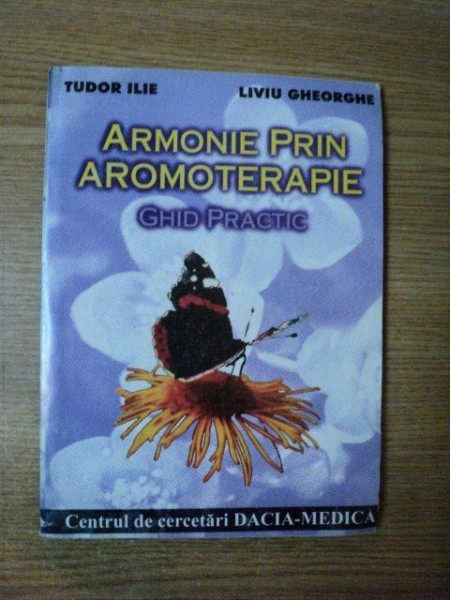 TUDOR ILIE LIVIU GHEORGHE
ARMONIE PRIN
AROMOTERAPIE
GHID PRACTIC
Centrul de cercetări DACIA-MEDICA